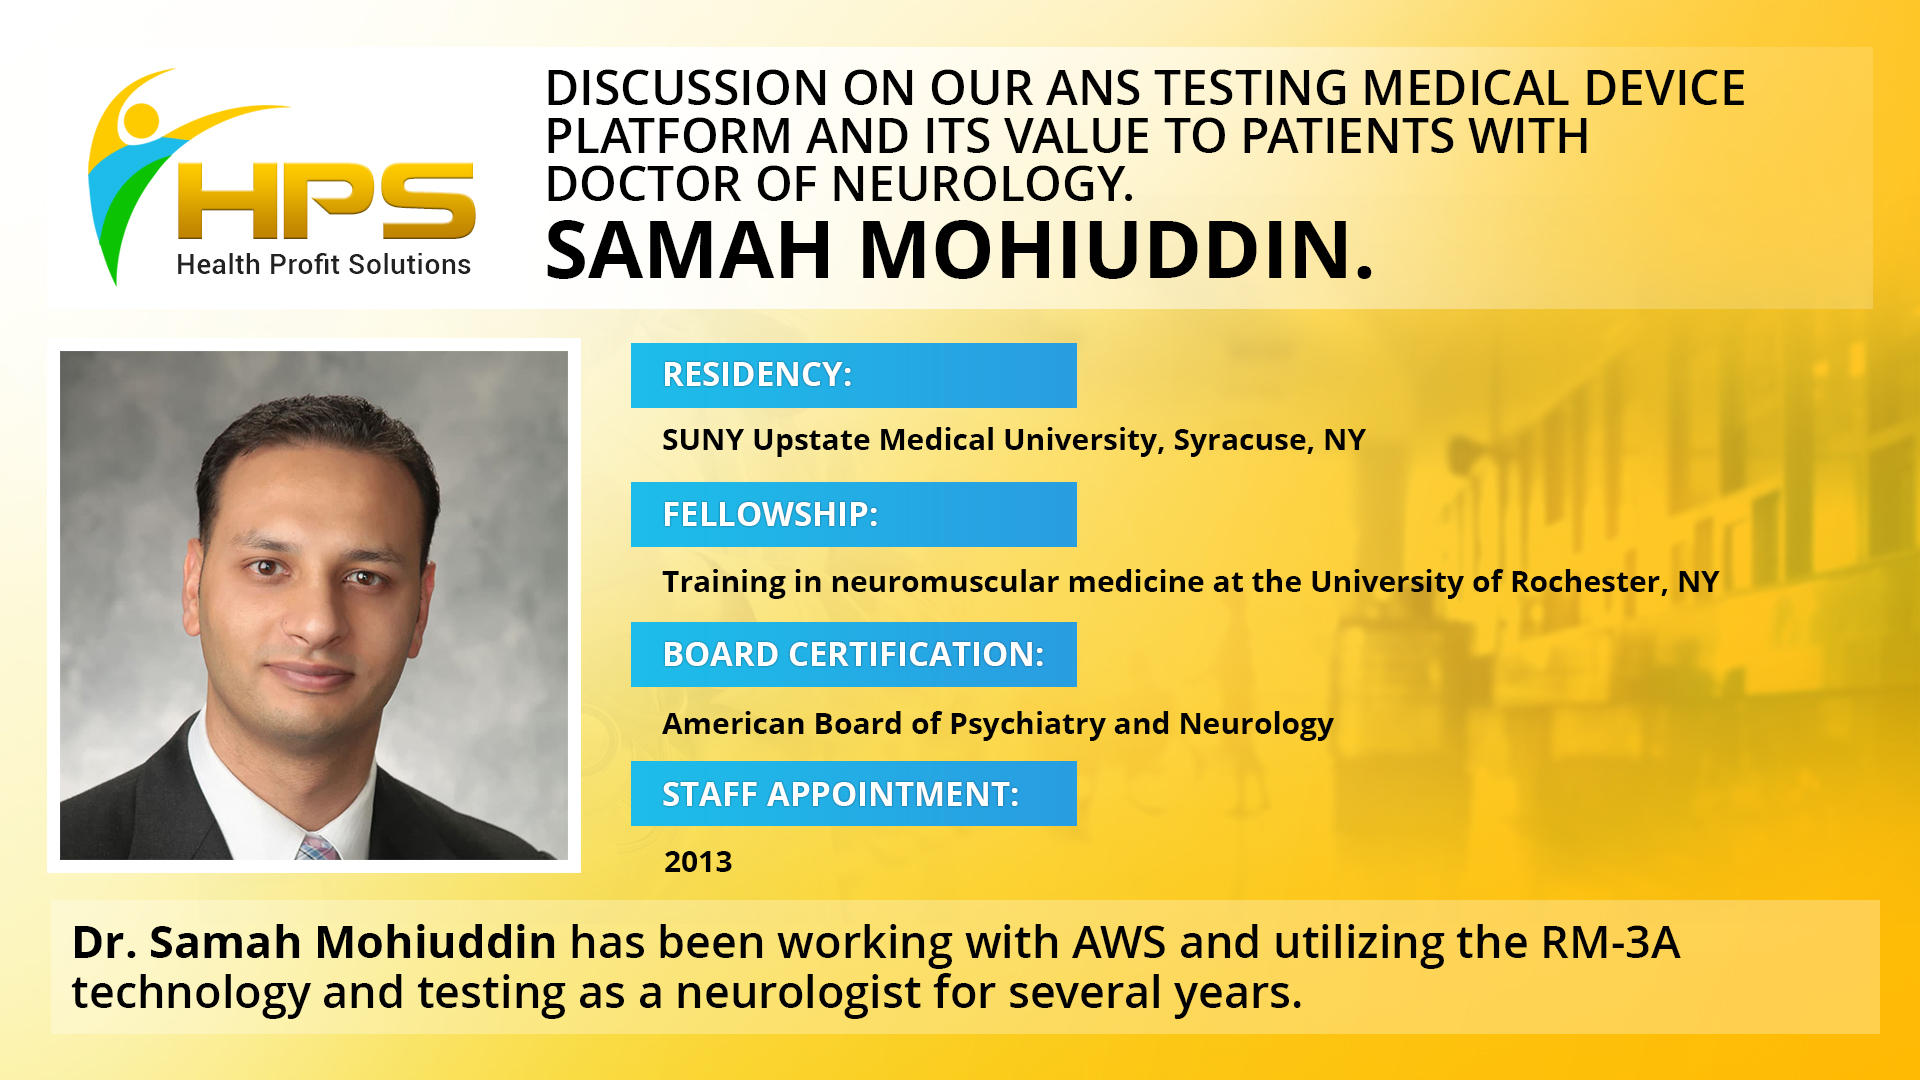 HPS
Health Profit Solutions
DISCUSSION ON OUR ANS TESTING MEDICAL DEVICE
PLATFORM AND ITS VALUE TO PATIENTS WITH
DOCTOR OF NEUROLOGY.
SAMAH MOHIUDDIN.
RESIDENCY:
SUNY Upstate Medical University, Syracuse, NY
FELLOWSHIP:
Training in neuromuscular medicine at the University of Rochester, NY
BOARD CERTIFICATION:
American Board of Psychiatry and Neurology
STAFF APPOINTMENT:
2013
Dr. Samah Mohiuddin has been working with AWS and utilizing the RM-3A
technology and testing as a neurologist for several years.